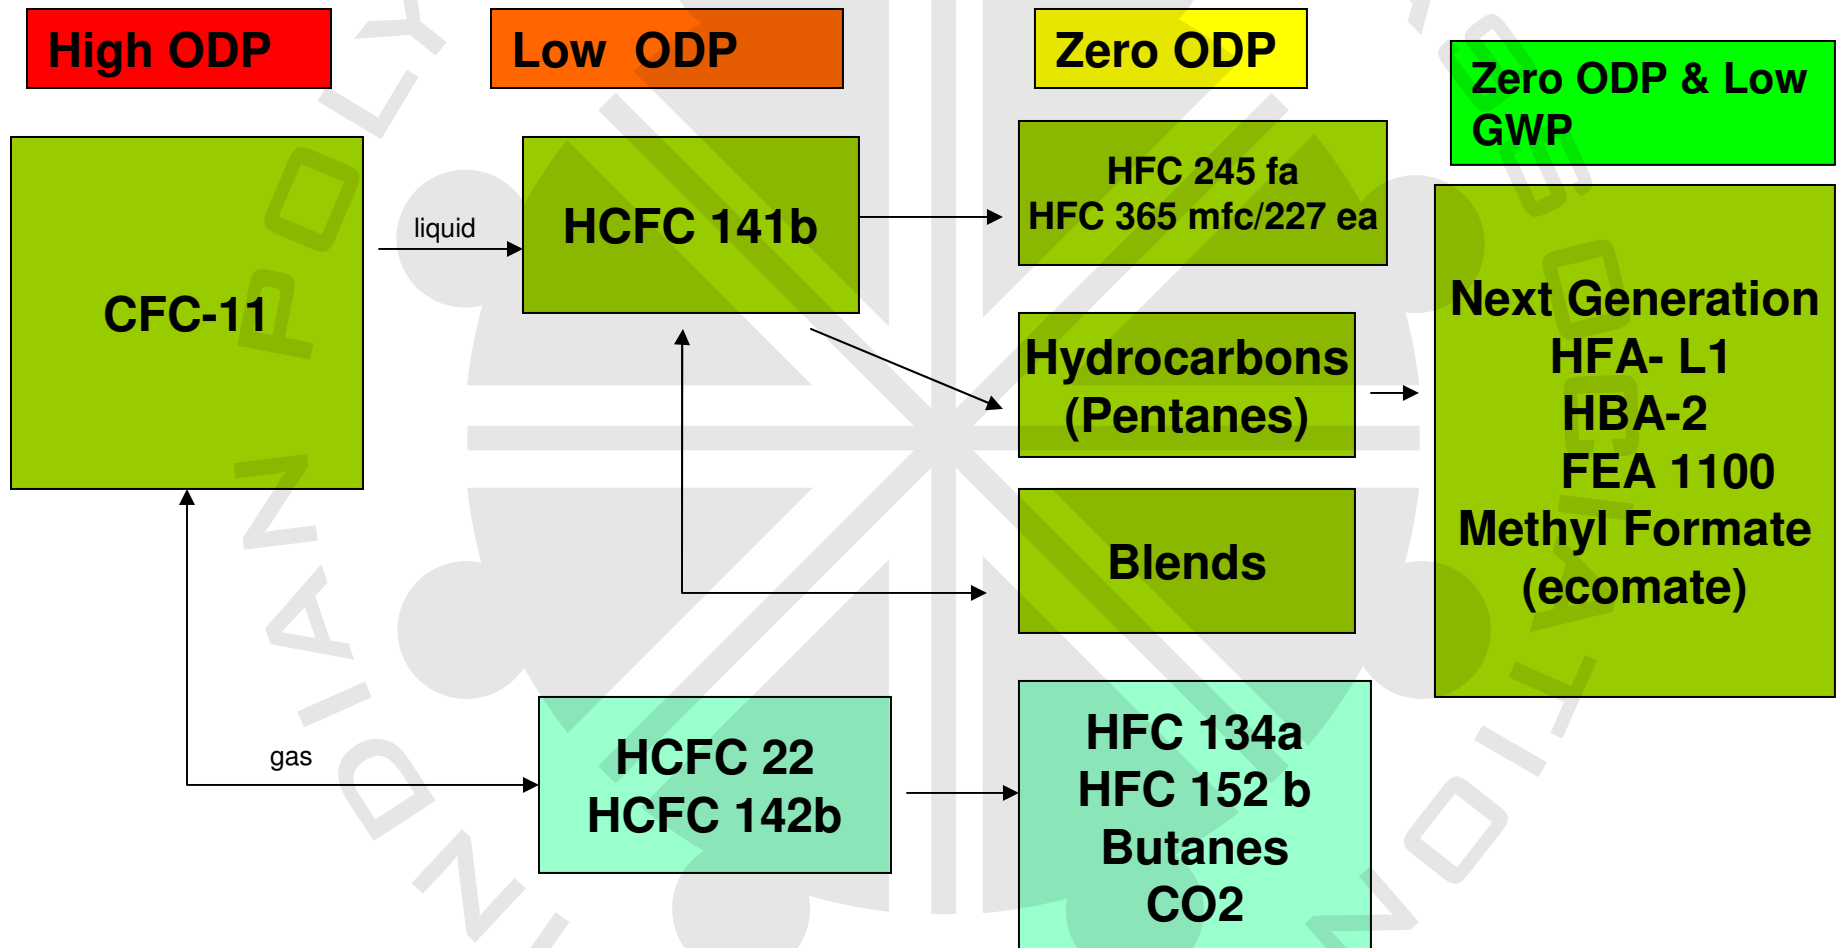 High ODP
Low ODP
Zero ODP
Zero ODP & Low
GWP
CFC-11
liquid
HCFC 141b
HFC 245 fa
HFC 365 mfc/227 ea
Hydrocarbons
(Pentanes)
Blends
Next Generation
HFA- L1
HBA-2
FEA 1100
Methyl Formate
(ecomate)
gas
HCFC 22
HCFC 142b
HFC 134a
HFC 152 b
Butanes
CO2